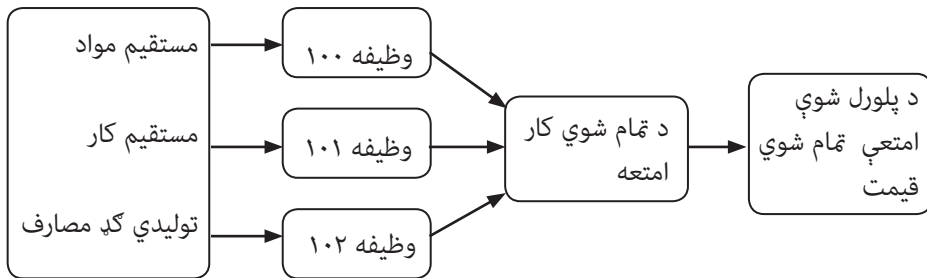 مستقیم مواد
مستقیم کار
تولیدي ګډ مصارف
وظیفه ۱۰۰
وظیفه ۱۰۱
وظیفه ۱۰۲
د تمام شوي کار
امتعه
د پلورل شوې
امتعې تمام شوي
قیمت